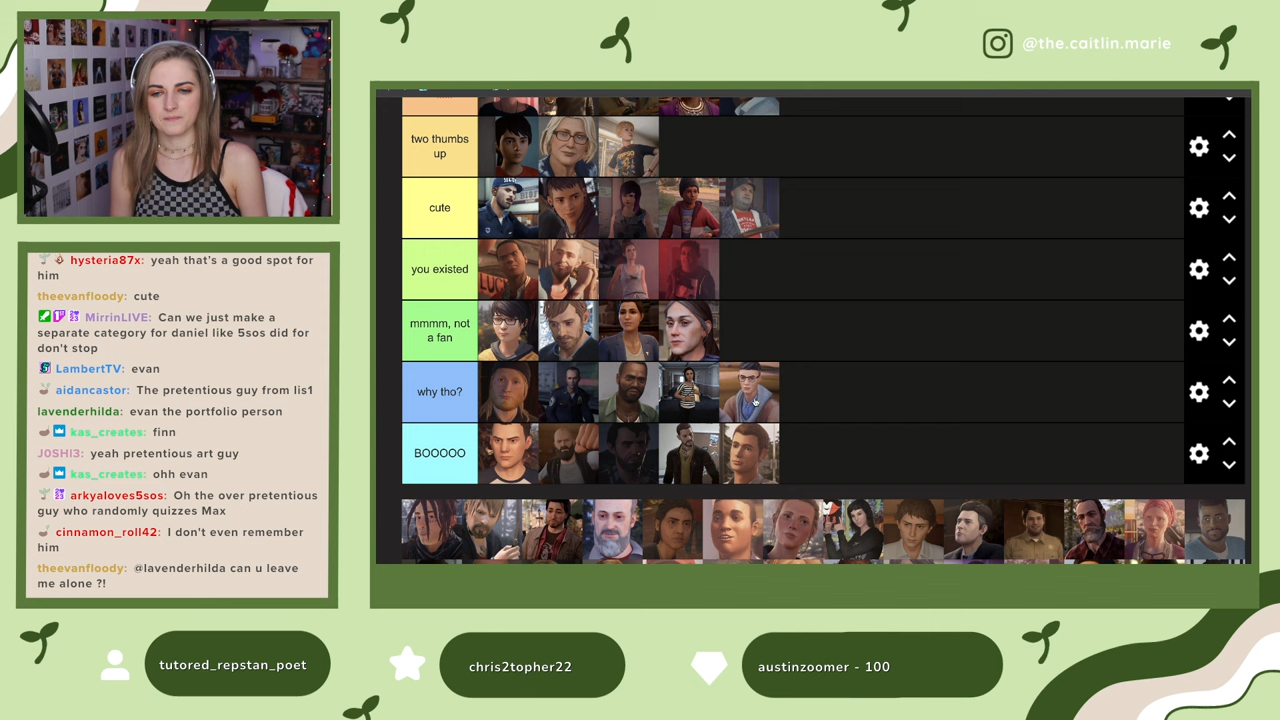 @the.caitlin.marie
hysteria87x: yeah that's a good spot for
him
theevanfloody: cute
MirrinLIVE: Can we just make a
separate category for daniel like 5sos did for
don't stop
LambertTV: evan
aidancastor: The pretentious guy from lis1
lavenderhilda: evan the portfolio person
kas_creates: finn
J0SHI3: yeah pretentious art guy
kas_creates: ohh evan
arkyaloves5sos: Oh the over pretentious
guy who randomly quizzes Max
cinnamon_roll42: I don't even remember
him
theevanfloody: @lavenderhilda can u leave
me alone ?!
two thumbs
up
cute
you existed
mmmm, not
a fan
why tho?
BOOOOO
tutored_repstan_poet
chris2topher22
austinzoomer - 100